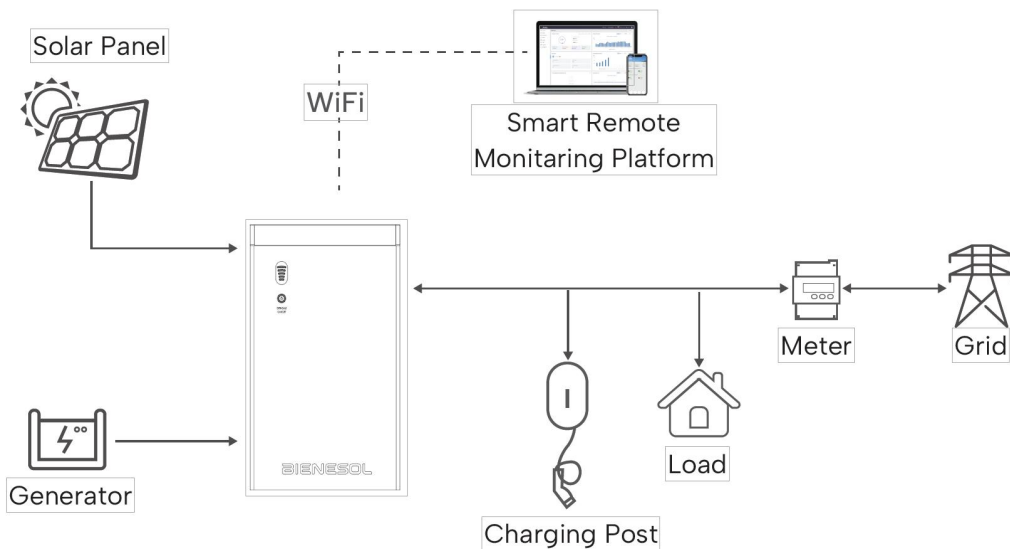 Solar Panel
WiFi
Smart Remote
Monitaring Platform
BIENESOL
Meter
Grid
Generator
Load
Charging Post